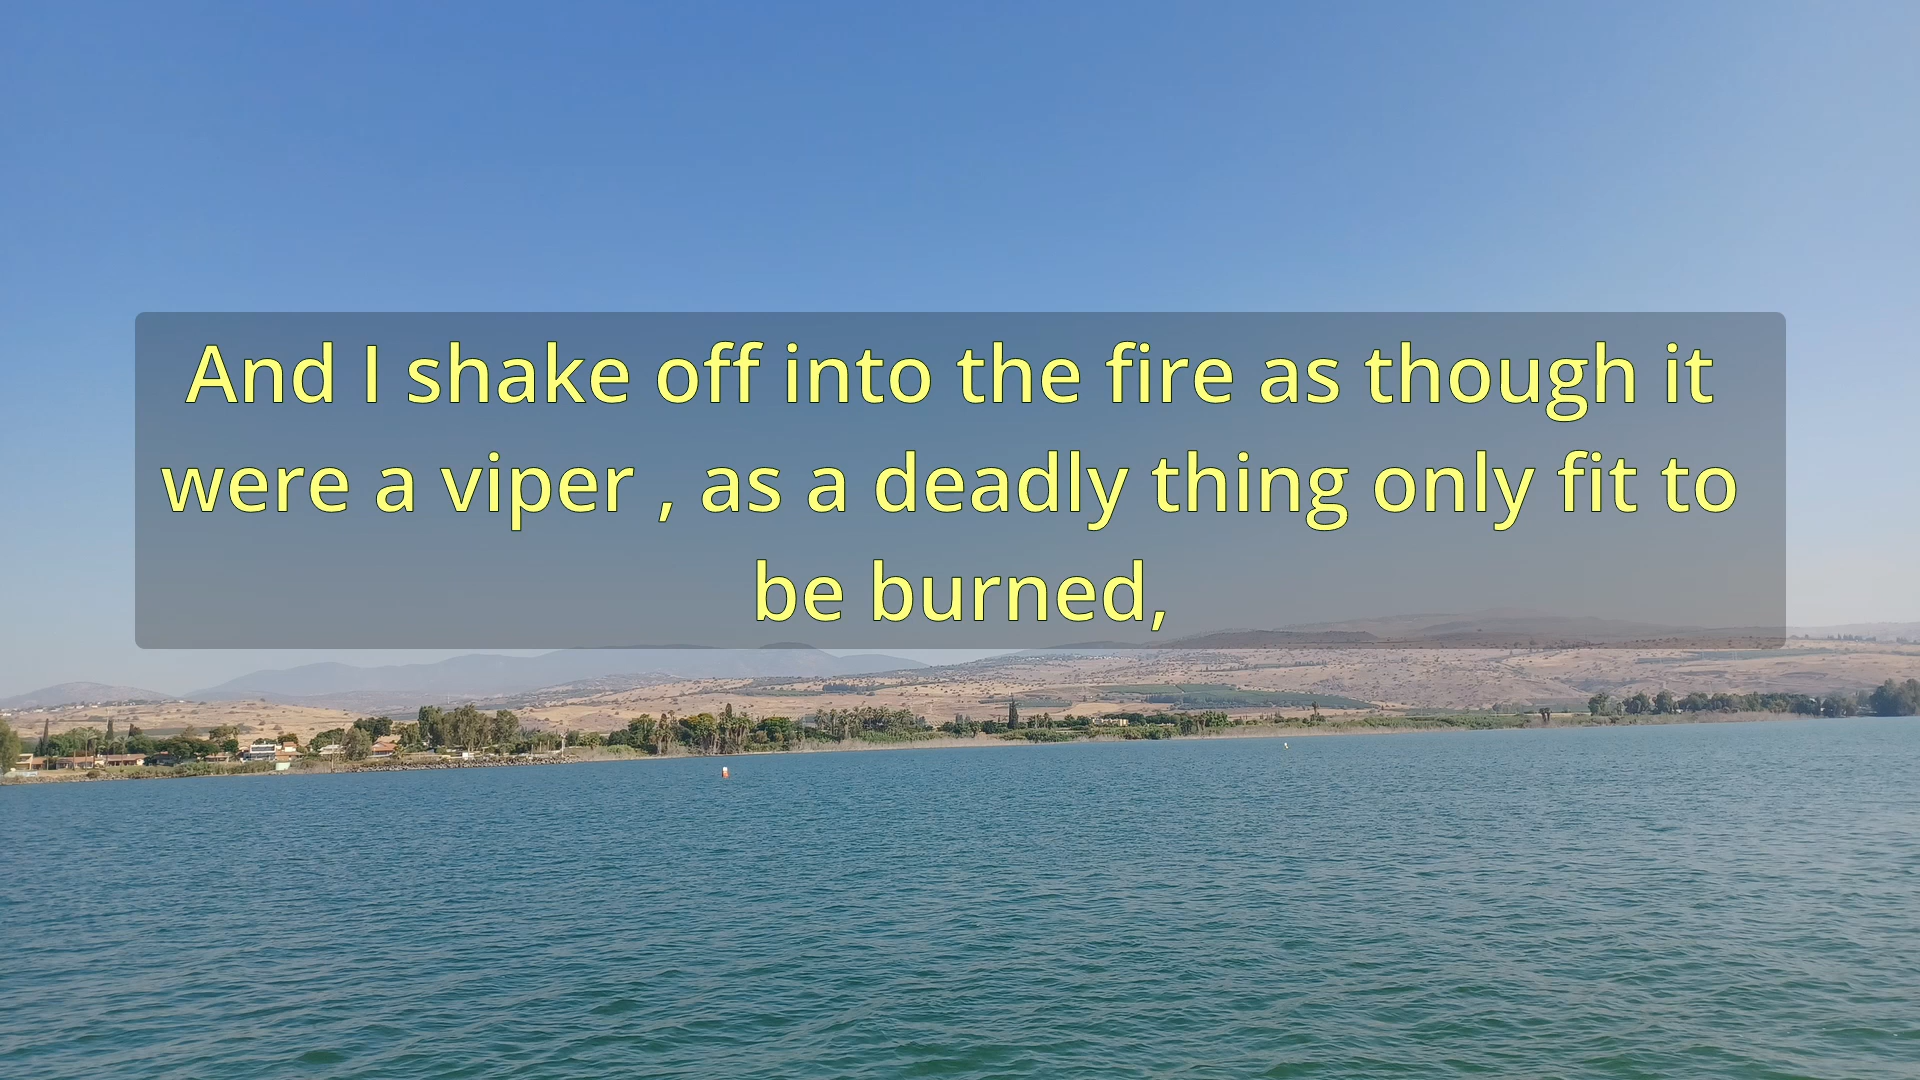 And I shake off into the fire as though it
were a viper , as a deadly thing only fit to
be burned,